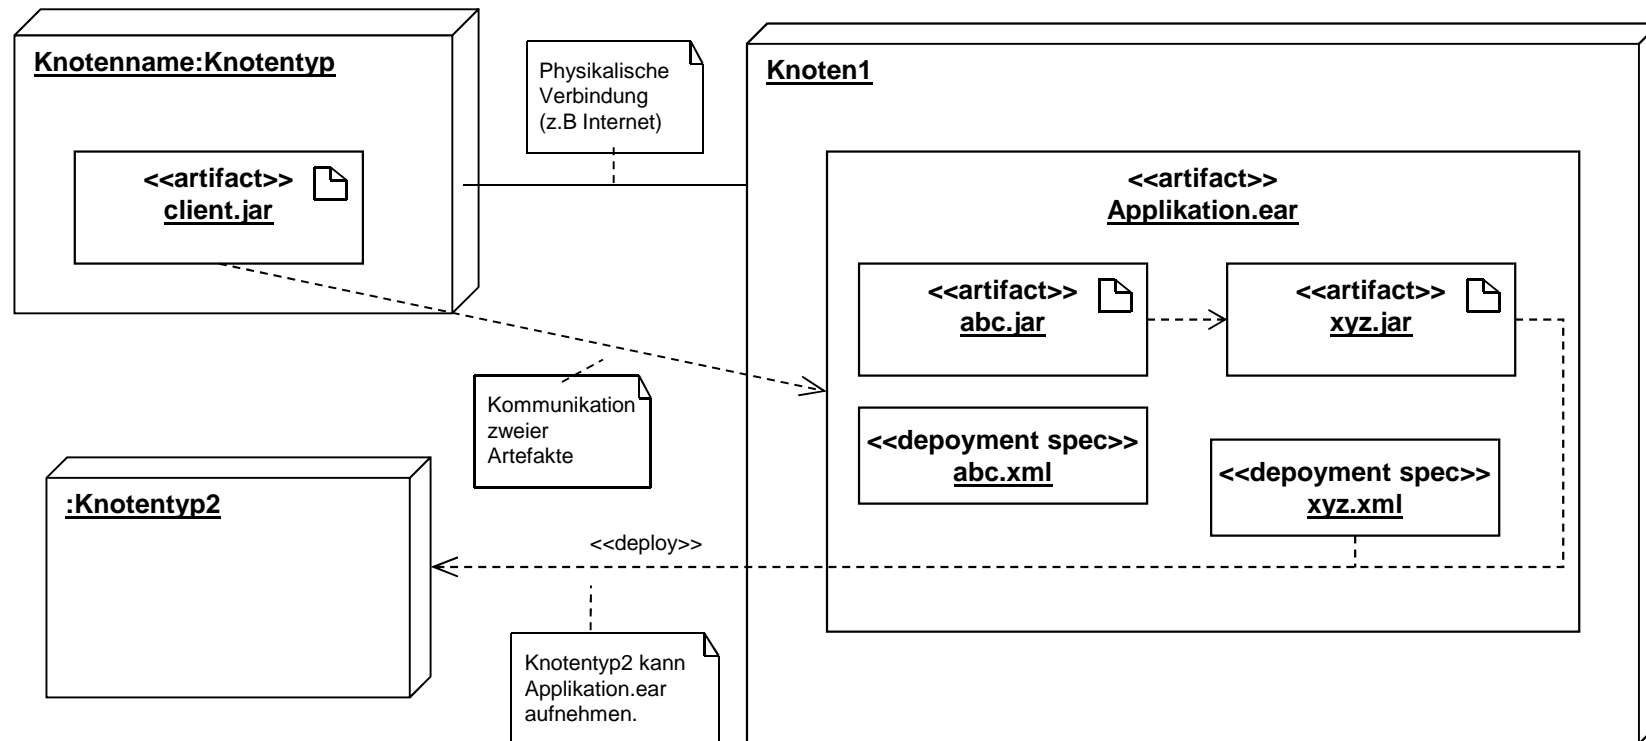 Knotenname:Knotentyp
<<artifact>>
client.jar
Physikalische
Verbindung
(z.B Internet)
Knoten1
<<artifact>>
Applikation.ear
<<artifact>>
abc.jar
<<artifact>>
xyz.jar
<<depoyment spec>>
abc.xml
<<depoyment spec>>
xyz.xml
Kommunikation
zweier
Artefakte
:Knotentyp2
<<deploy>>
Knotentyp2 kann
Applikation.ear
aufnehmen.